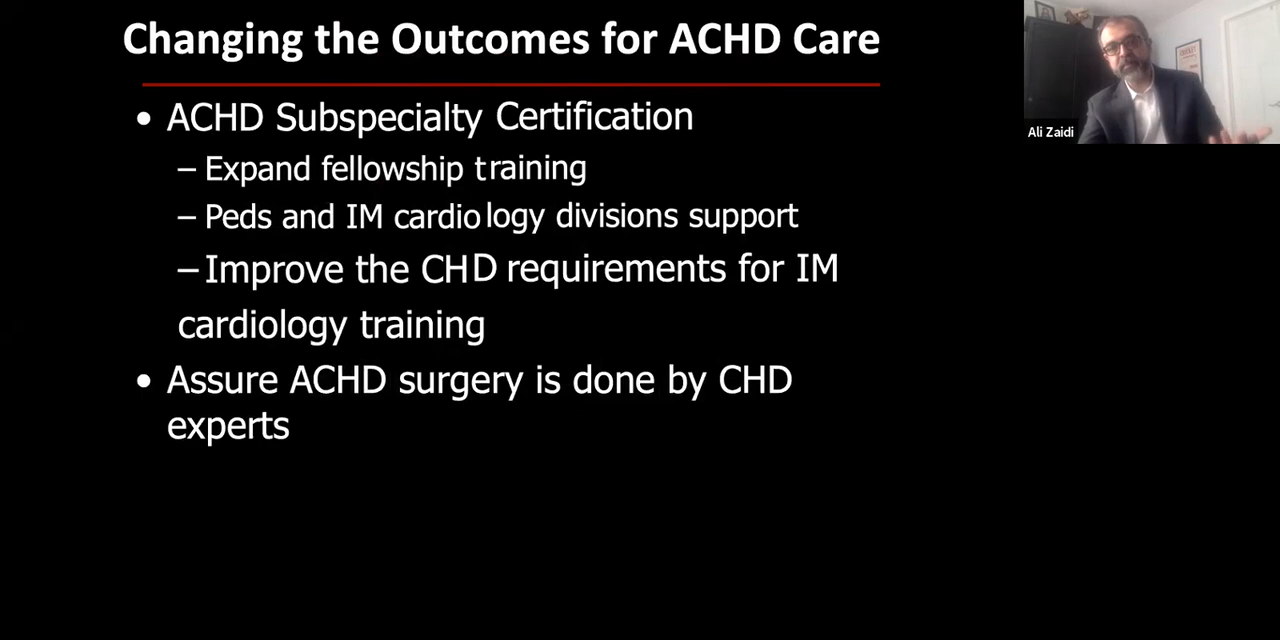 Changing the Outcomes for ACHD Care
• ACHD Subspecialty Certification
– Expand fellowship training
– Peds and IM cardiology divisions support
– Improve the CHD requirements for IM
cardiology training
• Assure ACHD surgery is done by CHD
experts
Ali Zaidi